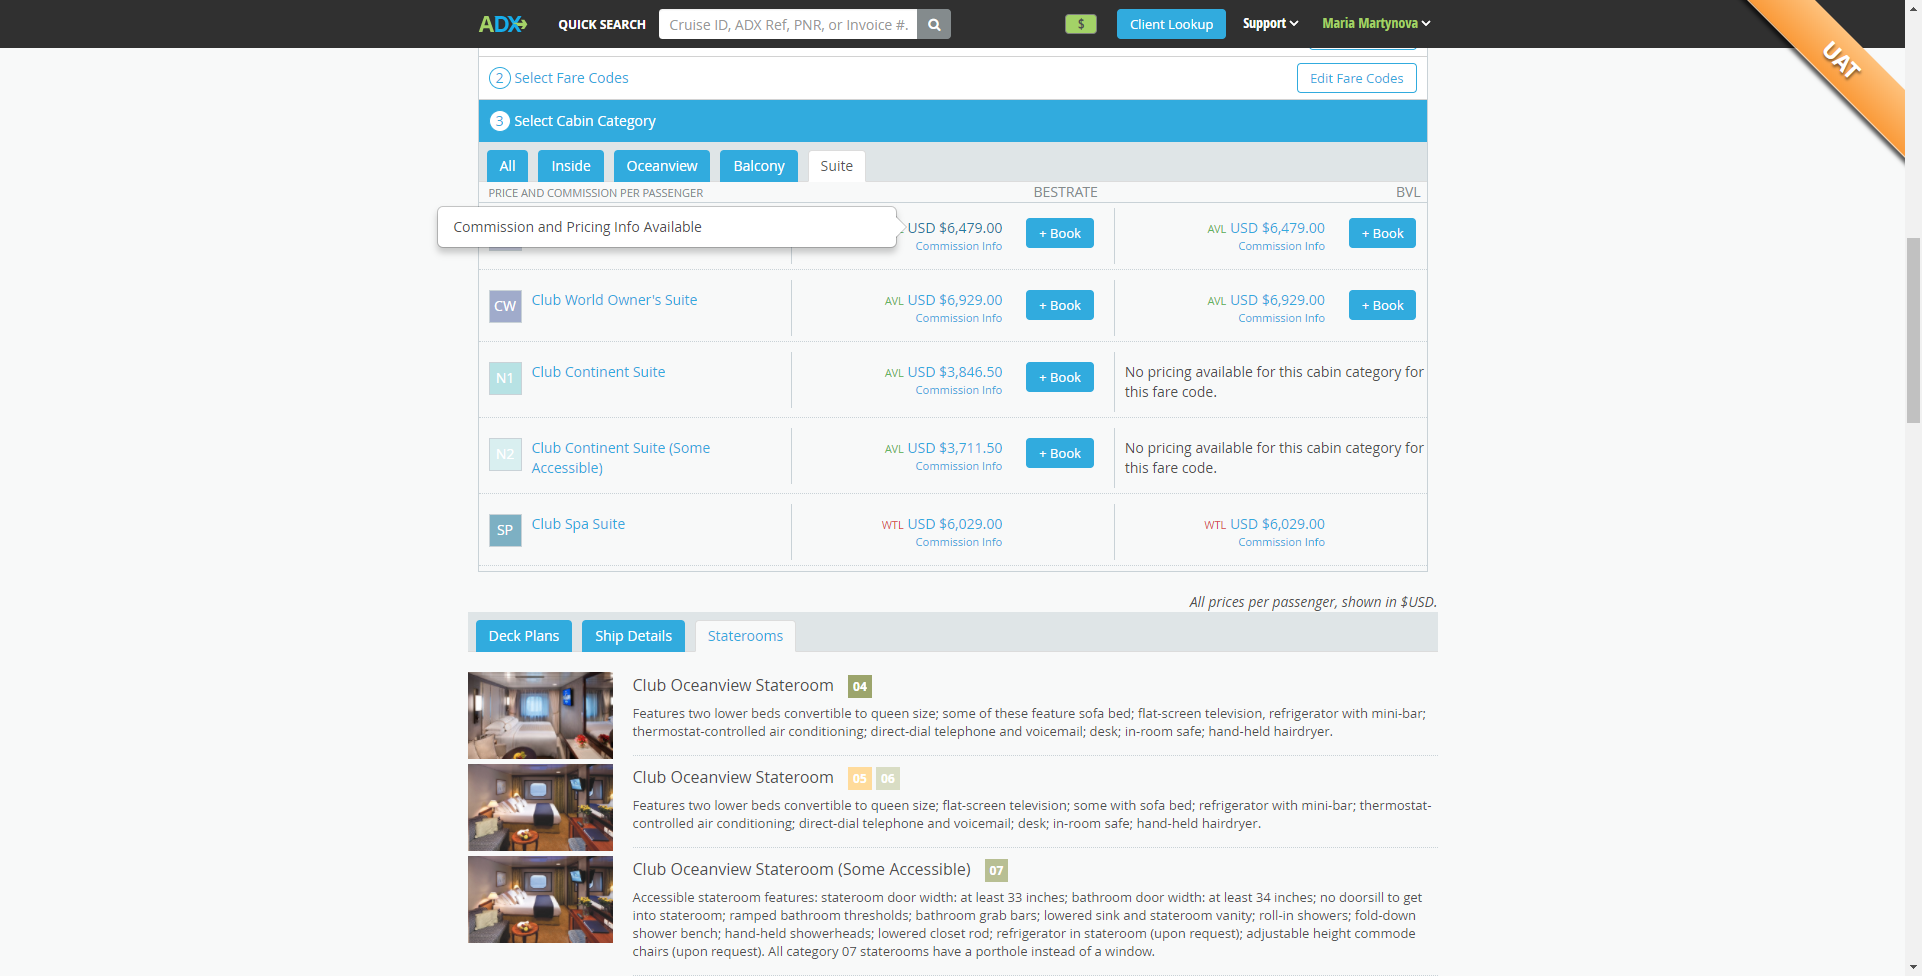 ADX QUICK SEARCH Cruise ID, ADX Ref, PNR, or Invoice #. $ Client Lookup Support Maria Martynova
UAT
2 Select Fare Codes Edit Fare Codes
3 Select Cabin Category
All Inside Oceanview Balcony Suite
PRICE AND COMMISSION PER PASSENGER BESTRATE BVL
Commission and Pricing Info Available USD $6,479.00 + Book AVL USD $6,479.00 + Book
Commission Info Commission Info
CW Club World Owner's Suite AVL USD $6,929.00 + Book AVL USD $6,929.00 + Book
Commission Info Commission Info
N1 Club Continent Suite AVL USD $3,846.50 + Book No pricing available for this cabin category for
Commission Info this fare code.
N2 Club Continent Suite (Some AVL USD $3,711.50 + Book No pricing available for this cabin category for
Accessible) Commission Info this fare code.
SP Club Spa Suite WTL USD $6,029.00 WTL USD $6,029.00
Commission Info Commission Info
All prices per passenger, shown in $USD.
Deck Plans Ship Details Staterooms
Club Oceanview Stateroom 04
Features two lower beds convertible to queen size; some of these feature sofa bed; flat-screen television, refrigerator with mini-bar;
thermostat-controlled air conditioning; direct-dial telephone and voicemail; desk; in-room safe; hand-held hairdryer.
Club Oceanview Stateroom 05 06
Features two lower beds convertible to queen size; flat-screen television; some with sofa bed; refrigerator with mini-bar; thermostat-
controlled air conditioning; direct-dial telephone and voicemail; desk; in-room safe; hand-held hairdryer.
Club Oceanview Stateroom (Some Accessible) 07
Accessible stateroom features: stateroom door width: at least 33 inches; bathroom door width: at least 34 inches; no doorsill to get
into stateroom; ramped bathroom thresholds; bathroom grab bars; lowered sink and stateroom vanity; roll-in showers; fold-down
shower bench; hand-held showerheads; lowered closet rod; refrigerator in stateroom (upon request); adjustable height commode
chairs (upon request). All category 07 staterooms have a porthole instead of a window.